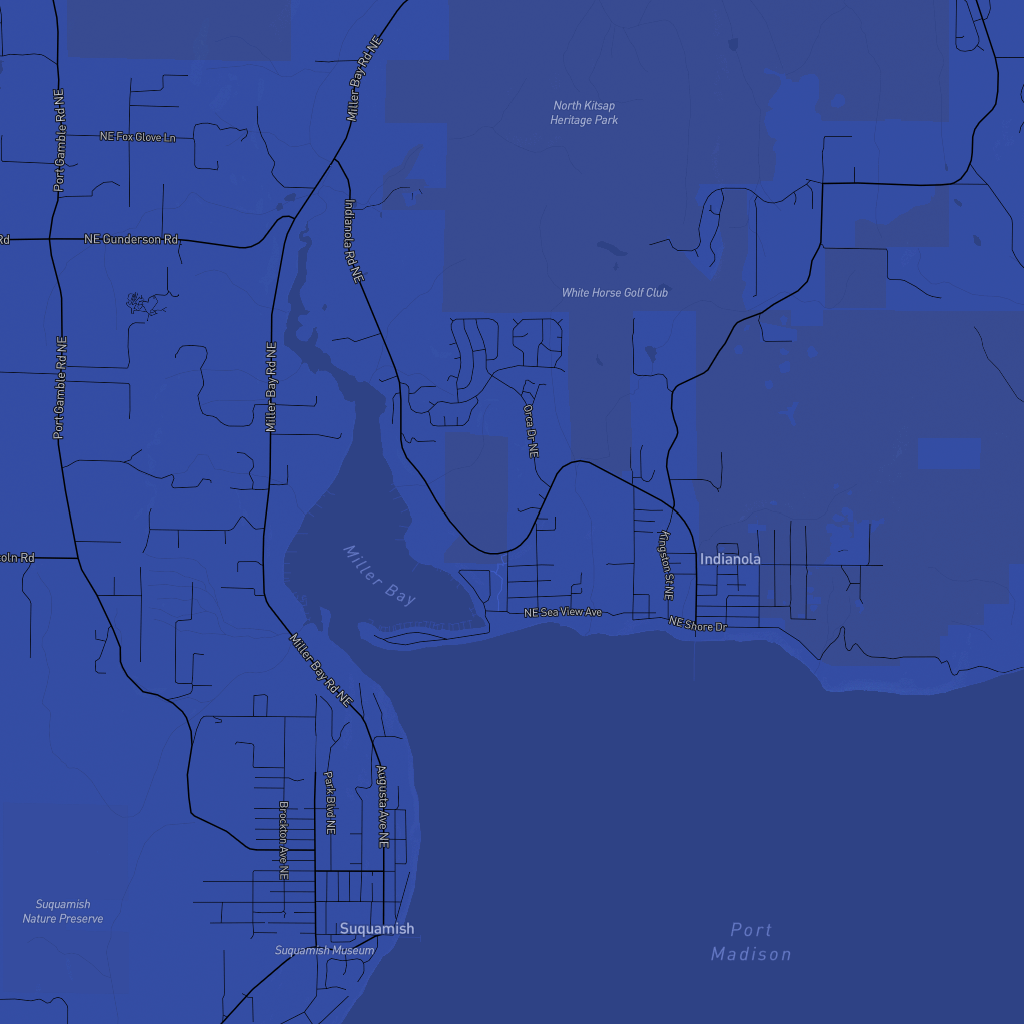 Miller Bay Rd NE
North Kitsap
Heritage Park
Port Gamble Rd NE
NE Fox Glove Ln
Rd
NE Gunderson Rd
Indianola Rd NE
White Horse Golf Club
Port Gamble Rd NE
Miller Bay Rd NE
Orca Dr NE
oln Rd
Miller Bay
Kingston St NE
Indianola
NE Sea View Ave
NE Shore Dr
Miller Bay Rd NE
Park Blvd NE
Augusta Ave NE
Brockton Ave NE
Suquamish
Nature Preserve
Suquamish
Suquamish Museum
Port
Madison